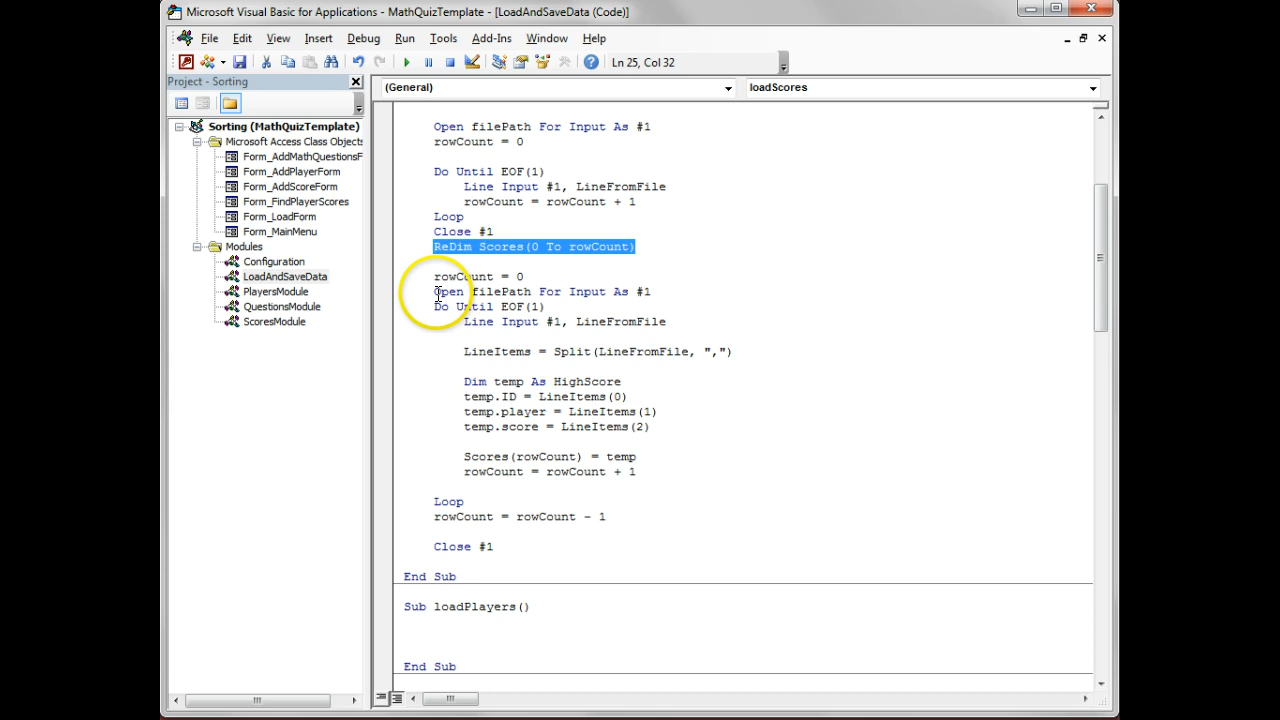 Microsoft Visual Basic for Applications - MathQuizTemplate - [LoadAndSaveData (Code)]
File Edit View Insert Debug Run Tools Add-Ins Window Help
Ln 25, Col 32
Project - Sorting
(General) loadScores
Sorting (MathQuizTemplate)
Microsoft Access Class Objects
Form_AddMathQuestionsF
Form_AddPlayerForm
Form_AddScoreForm
Form_FindPlayerScores
Form_LoadForm
Form_MainMenu
Modules
Configuration
LoadAndSaveData
PlayersModule
QuestionsModule
ScoresModule
Open filePath For Input As #1
rowCount = 0
Do Until EOF(1)
Line Input #1, LineFromFile
rowCount = rowCount + 1
Loop
Close #1
ReDim Scores(0 To rowCount)
rowCount = 0
Open filePath For Input As #1
Do Until EOF(1)
Line Input #1, LineFromFile
LineItems = Split(LineFromFile, ",")
Dim temp As HighScore
temp.ID = LineItems(0)
temp.player = LineItems(1)
temp.score = LineItems(2)
Scores(rowCount) = temp
rowCount = rowCount + 1
Loop
rowCount = rowCount - 1
Close #1
End Sub
Sub loadPlayers()
End Sub